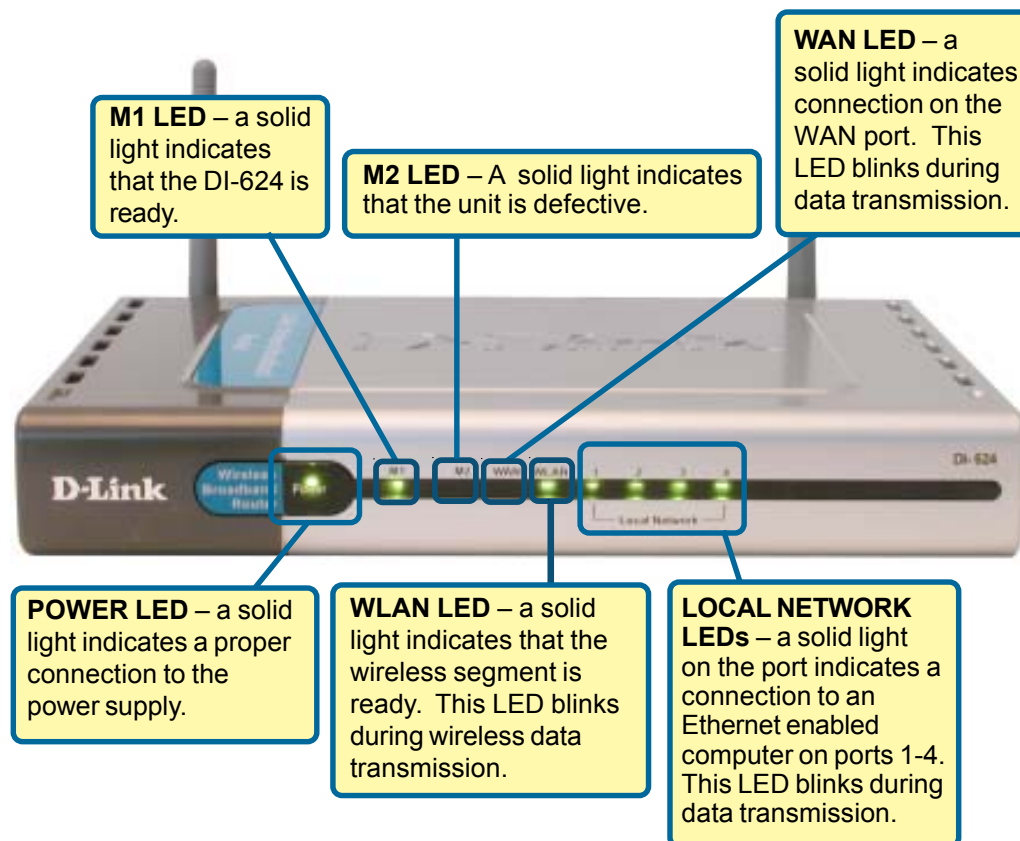 WAN LED – a
solid light indicates
connection on the
WAN port. This
LED blinks during
data transmission.
M1 LED – a solid
light indicates
that the DI-624 is
ready.
M2 LED – A solid light indicates
that the unit is defective.
DI-624
D-Link
Wireless
Broadband
Router
Power
M1
M2
WAN
WLAN
1 2 3 4
Local Network
POWER LED – a solid
light indicates a proper
connection to the
power supply.
WLAN LED – a solid
light indicates that the
wireless segment is
ready. This LED blinks
during wireless data
transmission.
LOCAL NETWORK
LEDs – a solid light
on the port indicates a
connection to an
Ethernet enabled
computer on ports 1-4.
This LED blinks during
data transmission.